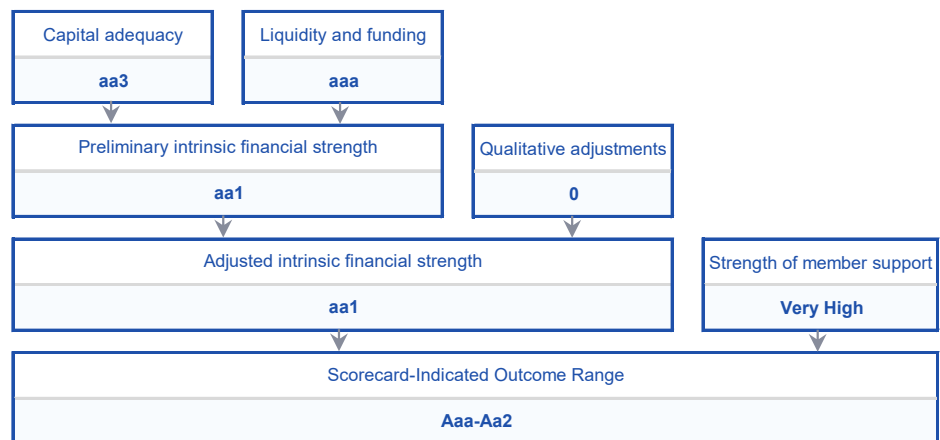 Capital adequacy
Liquidity and funding
aa3
aaa
Preliminary intrinsic financial strength
Qualitative adjustments
aa1
0
Adjusted intrinsic financial strength
Strength of member support
aa1
Very High
Scorecard-Indicated Outcome Range
Aaa-Aa2